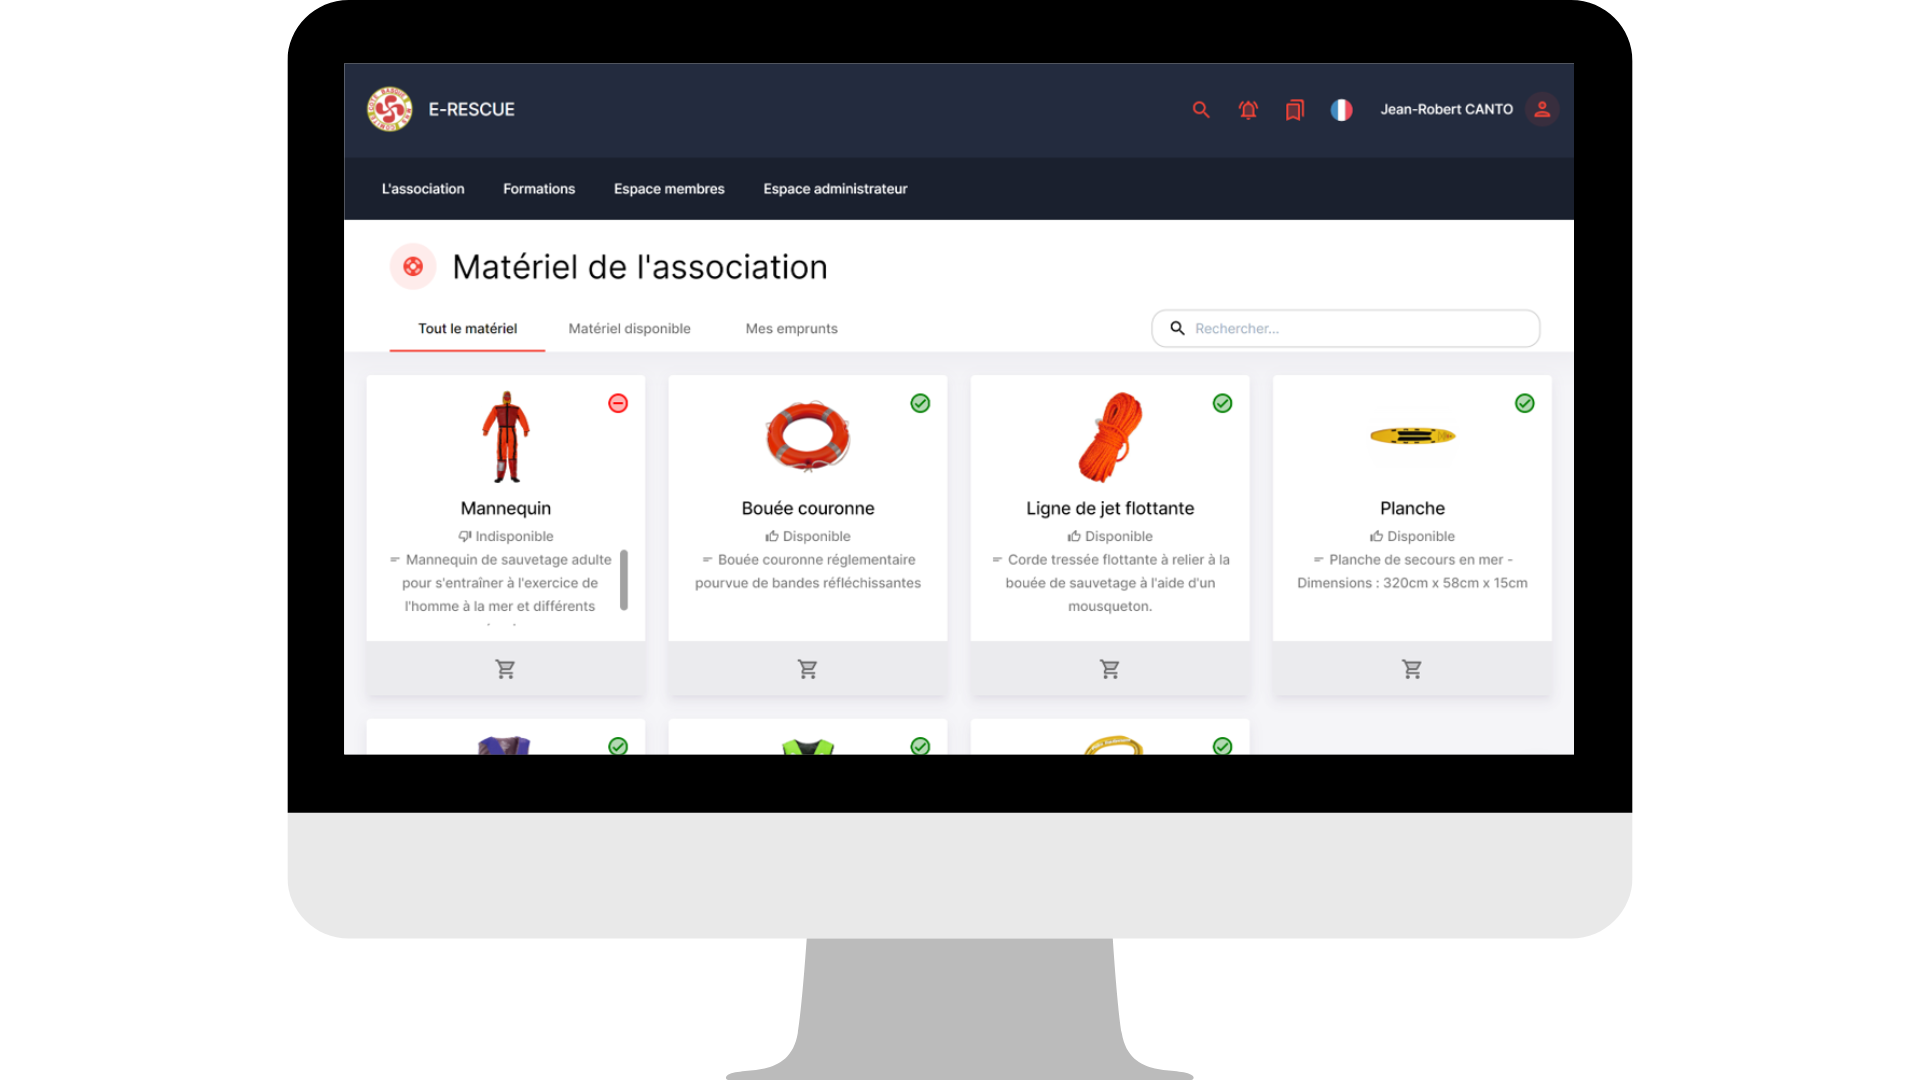 E-RESCUE
Jean-Robert CANTO
L'association
Formations
Espace membres
Espace administrateur
Matériel de l'association
Tout le matériel
Matériel disponible
Mes emprunts
Rechercher...
Mannequin
Indisponible
Mannequin de sauvetage adulte
pour s'entraîner à l'exercice de
l'homme à la mer et différents
Bouée couronne
Disponible
Bouée couronne réglementaire
pourvue de bandes réfléchissantes
Ligne de jet flottante
Disponible
Corde tressée flottante à relier à la
bouée de sauvetage à l'aide d'un
mousqueton.
Planche
Disponible
Planche de secours en mer -
Dimensions : 320cm x 58cm x 15cm